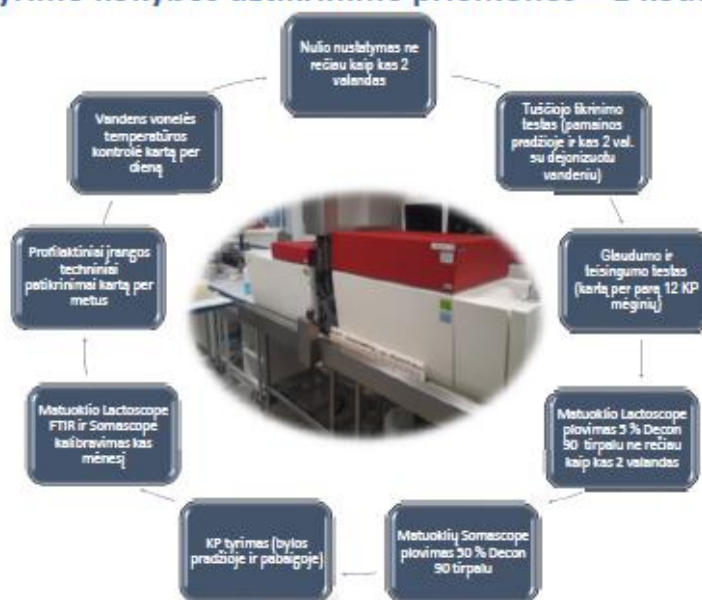 Nulio nustatymas ne
rečiau kaip kas 2
valandas
Tuščiojo tikrinimo
testas (pamainos
pradžioje ir kas 2 val.
su dejonizuotu
vandeniu)
Glaudumo ir
teisingumo testas
(kartą per parą 12 KP
mėginių)
Matuoklio Lactoscope
plovimas 5 % Decon
90 tirpalu ne rečiau
kaip kas 2 valandas
Matuoklių Somascope
plovimas 50 % Decon
90 tirpalu
KP tyrimas (bylos
pradžioje ir pabaigoje)
Matuoklio Lactoscope
FTIR ir Somascope
kalibravimas kas
mėnesį
Profilaktiniai įrangos
techniniai
patikrinimai kartą per
metus
Vandens vonelės
temperatūros
kontrolė kartą per
dieną